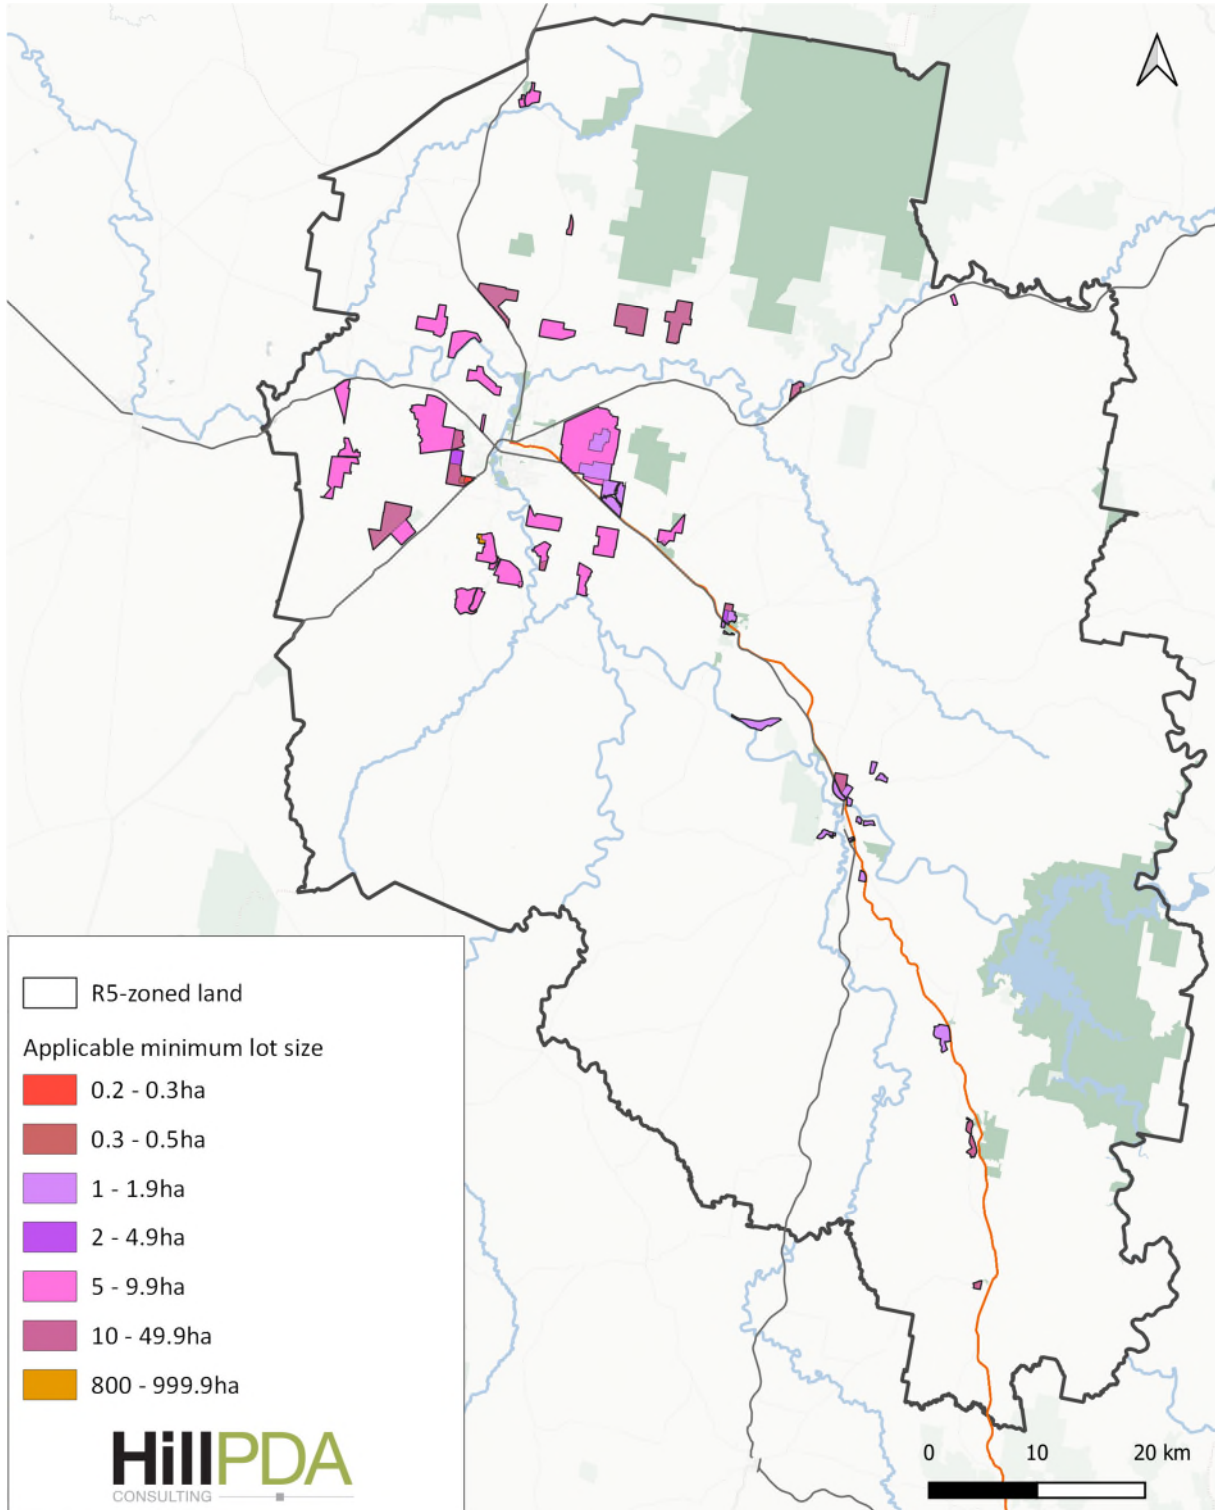 R5-zoned land
Applicable minimum lot size
0.2 - 0.3ha
0.3 - 0.5ha
1 - 1.9ha
2 - 4.9ha
5 - 9.9ha
10 - 49.9ha
800 - 999.9ha
HillPDA
CONSULTING
0 10 20 km